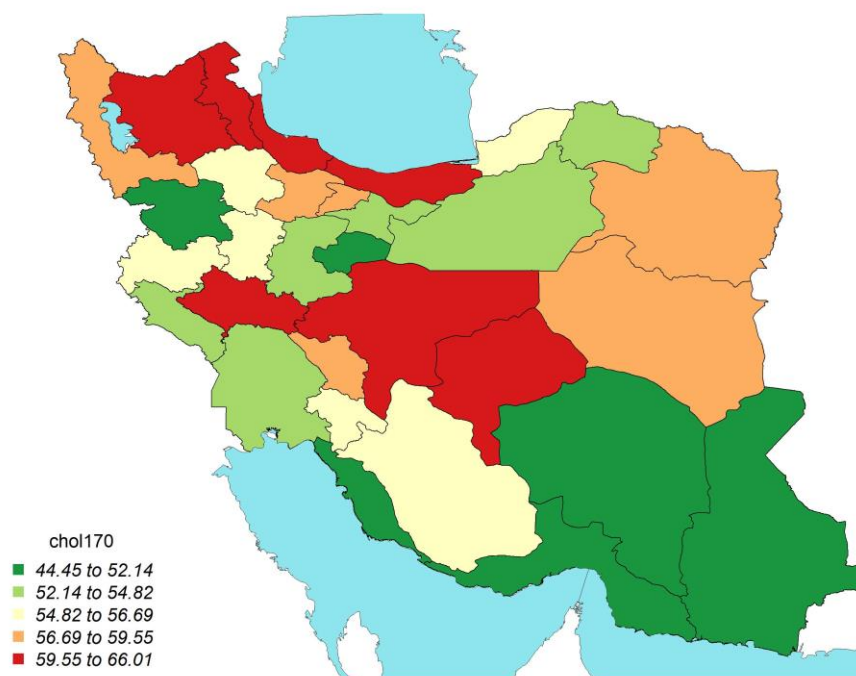 chol170
44.45 to 52.14
52.14 to 54.82
54.82 to 56.69
56.69 to 59.55
59.55 to 66.01